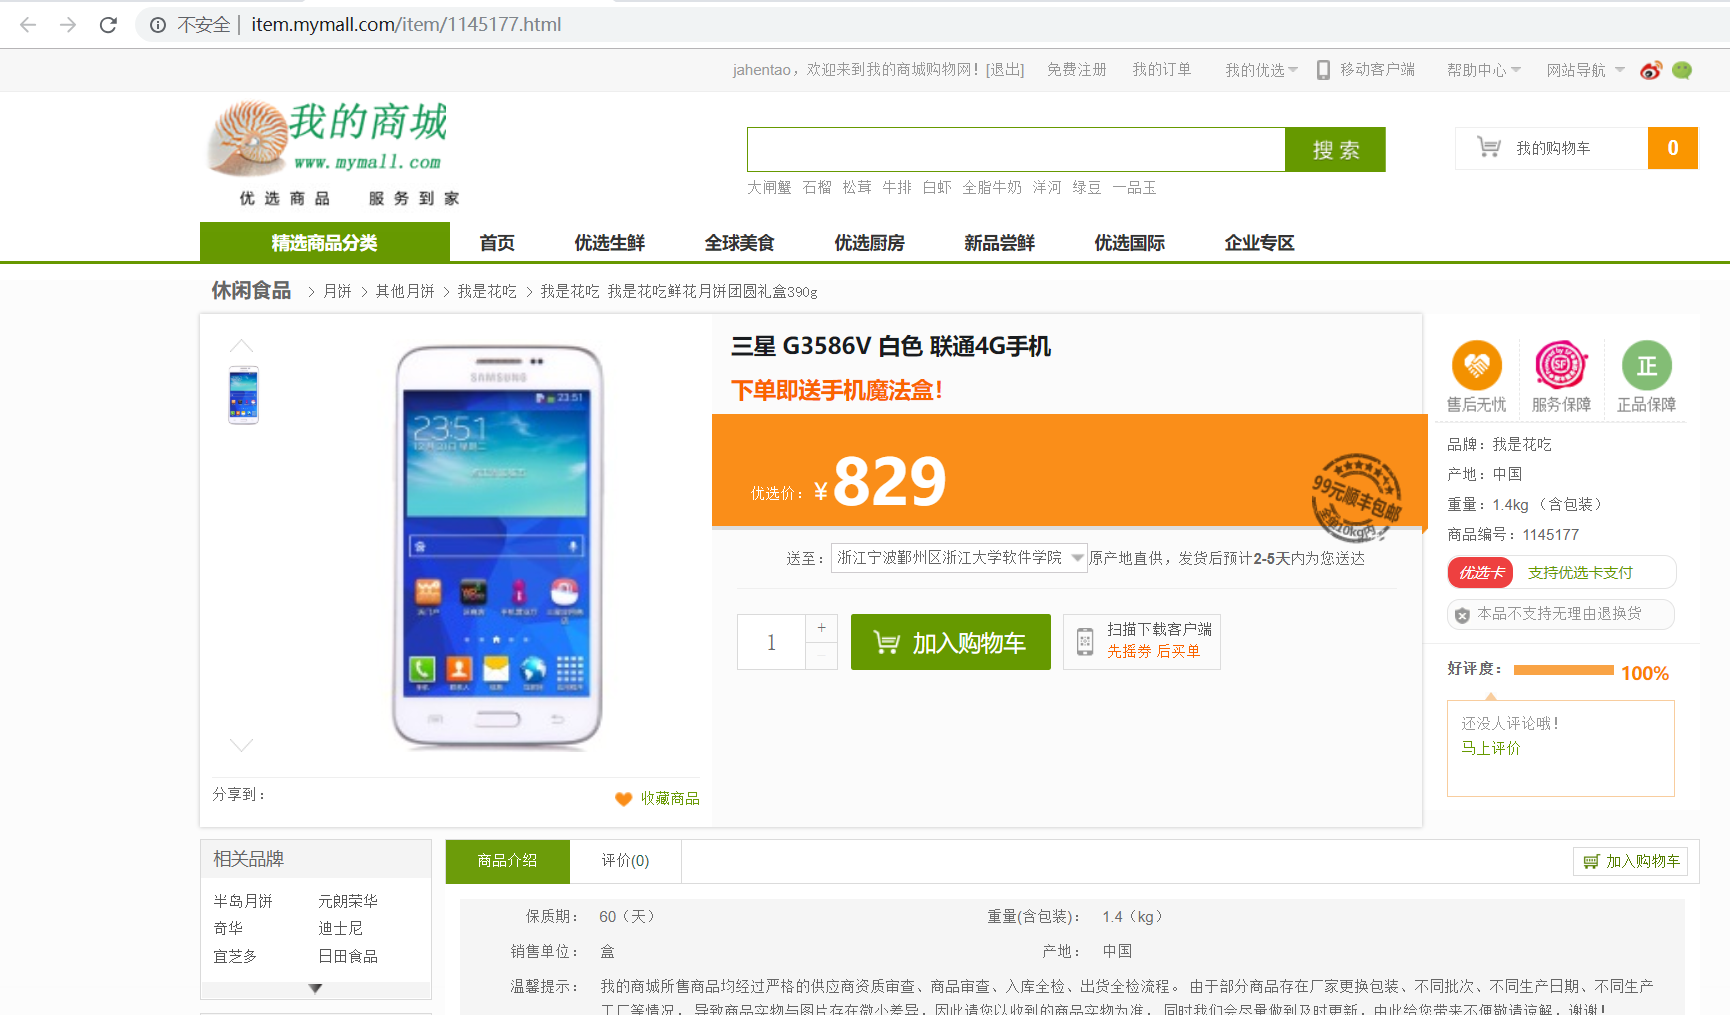 不安全 | item.mymall.com/item/1145177.html
jahentao，欢迎来到我的商城购物网！[退出] 免费注册 我的订单 我的优选 移动客户端 帮助中心 网站导航
我的商城
www.mymall.com
优选商品 服务到家
搜 索
我的购物车 0
大闸蟹 石榴 松茸 牛排 白虾 全脂牛奶 洋河 绿豆 一品玉
精选商品分类 首页 优选生鲜 全球美食 优选厨房 新品尝鲜 优选国际 企业专区
休闲食品 > 月饼 > 其他月饼 > 我是花吃 > 我是花吃 我是花吃鲜花月饼团圆礼盒390g
SAMSUNG
23:51
23:51
三星 G3586V 白色 联通4G手机
下单即送手机魔法盒！
优选价：￥829
99元顺丰包邮
全单10kg内
送至：浙江宁波鄞州区浙江大学软件学院 原产地直供，发货后预计2-5天内为您送达
1 + －
加入购物车
扫描下载客户端
先摇券 后买单
分享到：
收藏商品
SF
正
售后无忧 服务保障 正品保障
品牌：我是花吃
产地：中国
重量：1.4kg （含包装）
商品编号：1145177
优选卡 支持优选卡支付
本品不支持无理由退换货
好评度： 100%
还没人评论哦！
马上评价
相关品牌
半岛月饼 元朗荣华
奇华 迪士尼
宜芝多 日田食品
商品介绍 评价(0) 加入购物车
保质期： 60（天） 重量(含包装)： 1.4（kg）
销售单位： 盒 产地： 中国
温馨提示： 我的商城所售商品均经过严格的供应商资质审查、商品审查、入库全检、出货全检流程。 由于部分商品存在厂家更换包装、不同批次、不同生产日期、不同生产
工厂等情况，导致商品实物与图片存在微小差异，因此请您以收到的商品实物为准，同时我们会尽量做到及时更新，由此给您带来不便敬请谅解，谢谢！